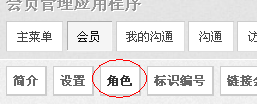 会员管理应用程序
主菜单 会员 我的沟通 沟通
简介 设置 角色 标识编号 链接会